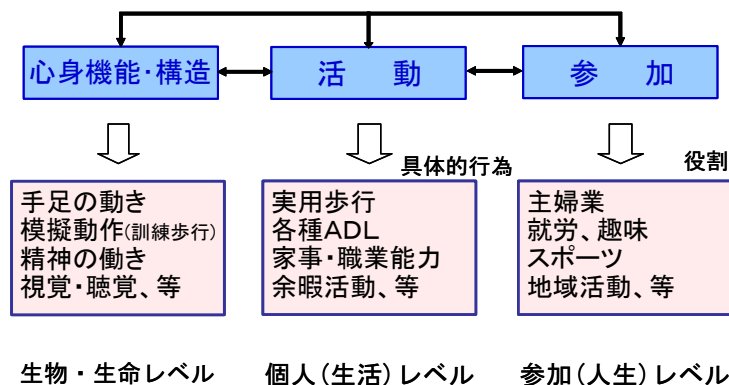 心身機能・構造
活　動
参　加
具体的行為
役割
手足の動き
模擬動作(訓練歩行)
精神の働き
視覚・聴覚、等
実用歩行
各種ADL
家事・職業能力
余暇活動、等
主婦業
就労、趣味
スポーツ
地域活動、等
生物・生命レベル
個人(生活)レベル
参加(人生)レベル